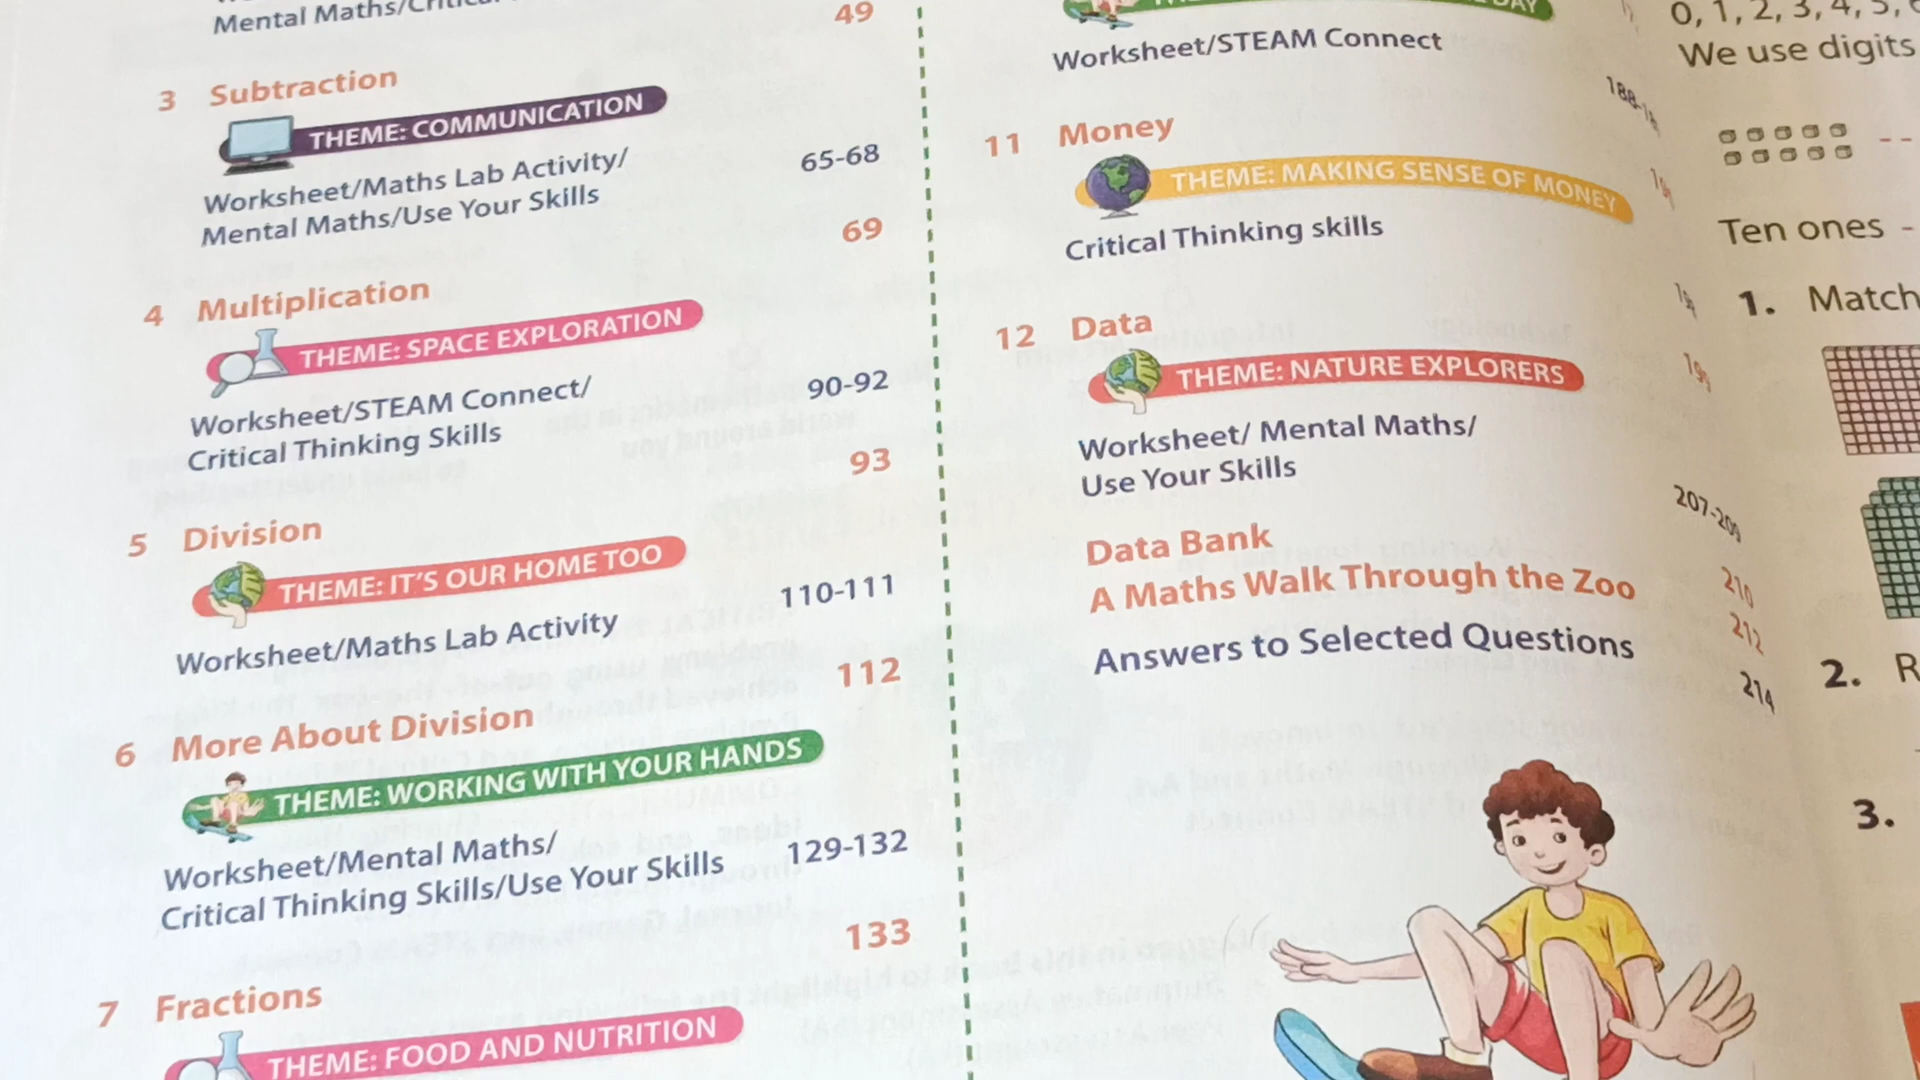 Mental Maths/
49
3 Subtraction
THEME: COMMUNICATION
Worksheet/Maths Lab Activity/
Mental Maths/Use Your Skills
65-68
69
4 Multiplication
THEME: SPACE EXPLORATION
Worksheet/STEAM Connect/
Critical Thinking Skills
90-92
93
5 Division
THEME: IT'S OUR HOME TOO
Worksheet/Maths Lab Activity
110-111
112
6 More About Division
THEME: WORKING WITH YOUR HANDS
Worksheet/Mental Maths/
Critical Thinking Skills/Use Your Skills
129-132
133
7 Fractions
THEME: FOOD AND NUTRITION
DAY
Worksheet/STEAM Connect
11 Money
THEME: MAKING SENSE OF MONEY
Critical Thinking skills
12 Data
THEME: NATURE EXPLORERS
Worksheet/ Mental Maths/
Use Your Skills
207-209
Data Bank
210
A Maths Walk Through the Zoo
212
Answers to Selected Questions
214
0, 1, 2, 3, 4, 5,
We use digits
Ten ones -
1. Match
2. R
3.